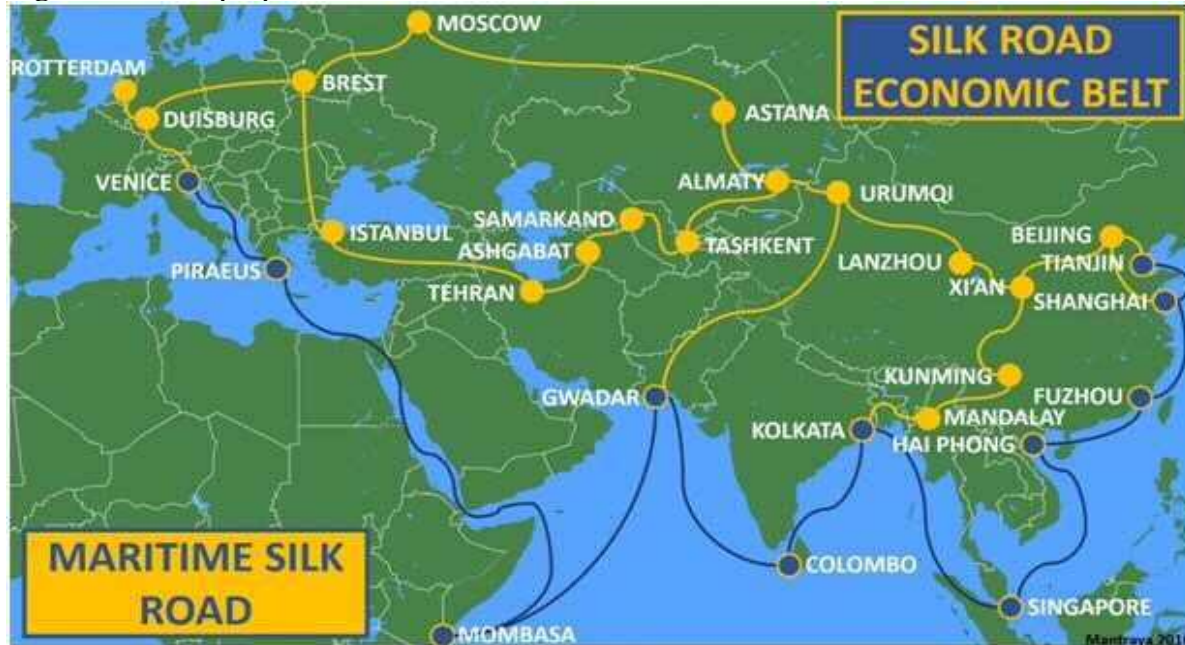 MOSCOW
SILK ROAD
ECONOMIC BELT
ROTTERDAM
BREST
ASTANA
DUISBURG
VENICE
ALMATY
URUMQI
SAMARKAND
ISTANBUL
BEIJING
ASHGABAT
TASHKENT
LANZHOU
TIANJIN
PIRAEUS
TEHRAN
XI'AN
SHANGHAI
KUNMING
GWADAR
FUZHOU
MANDALAY
KOLKATA
HAI PHONG
MARITIME SILK
ROAD
COLOMBO
SINGAPORE
MOMBASA